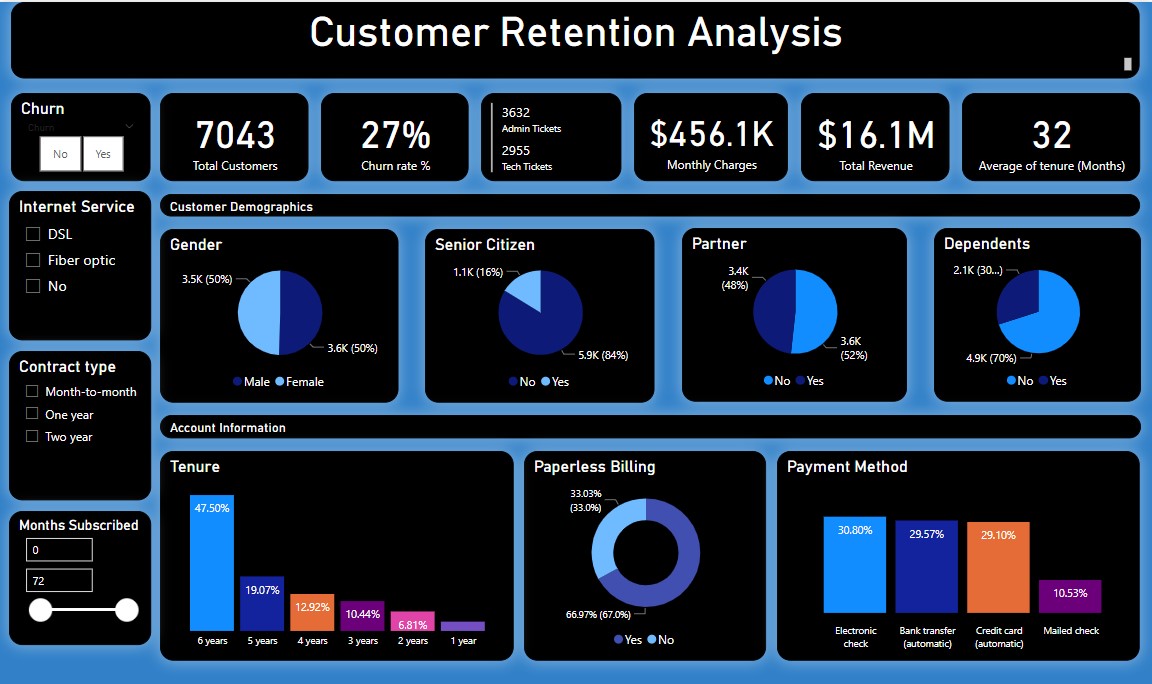 Customer Retention Analysis
Churn
Churn
No
Yes
7043
Total Customers
27%
Churn rate %
3632
Admin Tickets
2955
Tech Tickets
$456.1K
Monthly Charges
$16.1M
Total Revenue
32
Average of tenure (Months)
Internet Service
DSL
Fiber optic
No
Contract type
Month-to-month
One year
Two year
Months Subscribed
0
72
Customer Demographics
Gender
3.5K (50%)
3.6K (50%)
Male Female
Senior Citizen
1.1K (16%)
5.9K (84%)
No Yes
Partner
3.4K
(48%)
3.6K
(52%)
No Yes
Dependents
2.1K (30...)
4.9K (70%)
No Yes
Account Information
Tenure
47.50%
19.07%
12.92%
10.44%
6.81%
6 years
5 years
4 years
3 years
2 years
1 year
Paperless Billing
33.03%
(33.0%)
66.97% (67.0%)
Yes No
Payment Method
30.80%
29.57%
29.10%
10.53%
Electronic
check
Bank transfer
(automatic)
Credit card
(automatic)
Mailed check